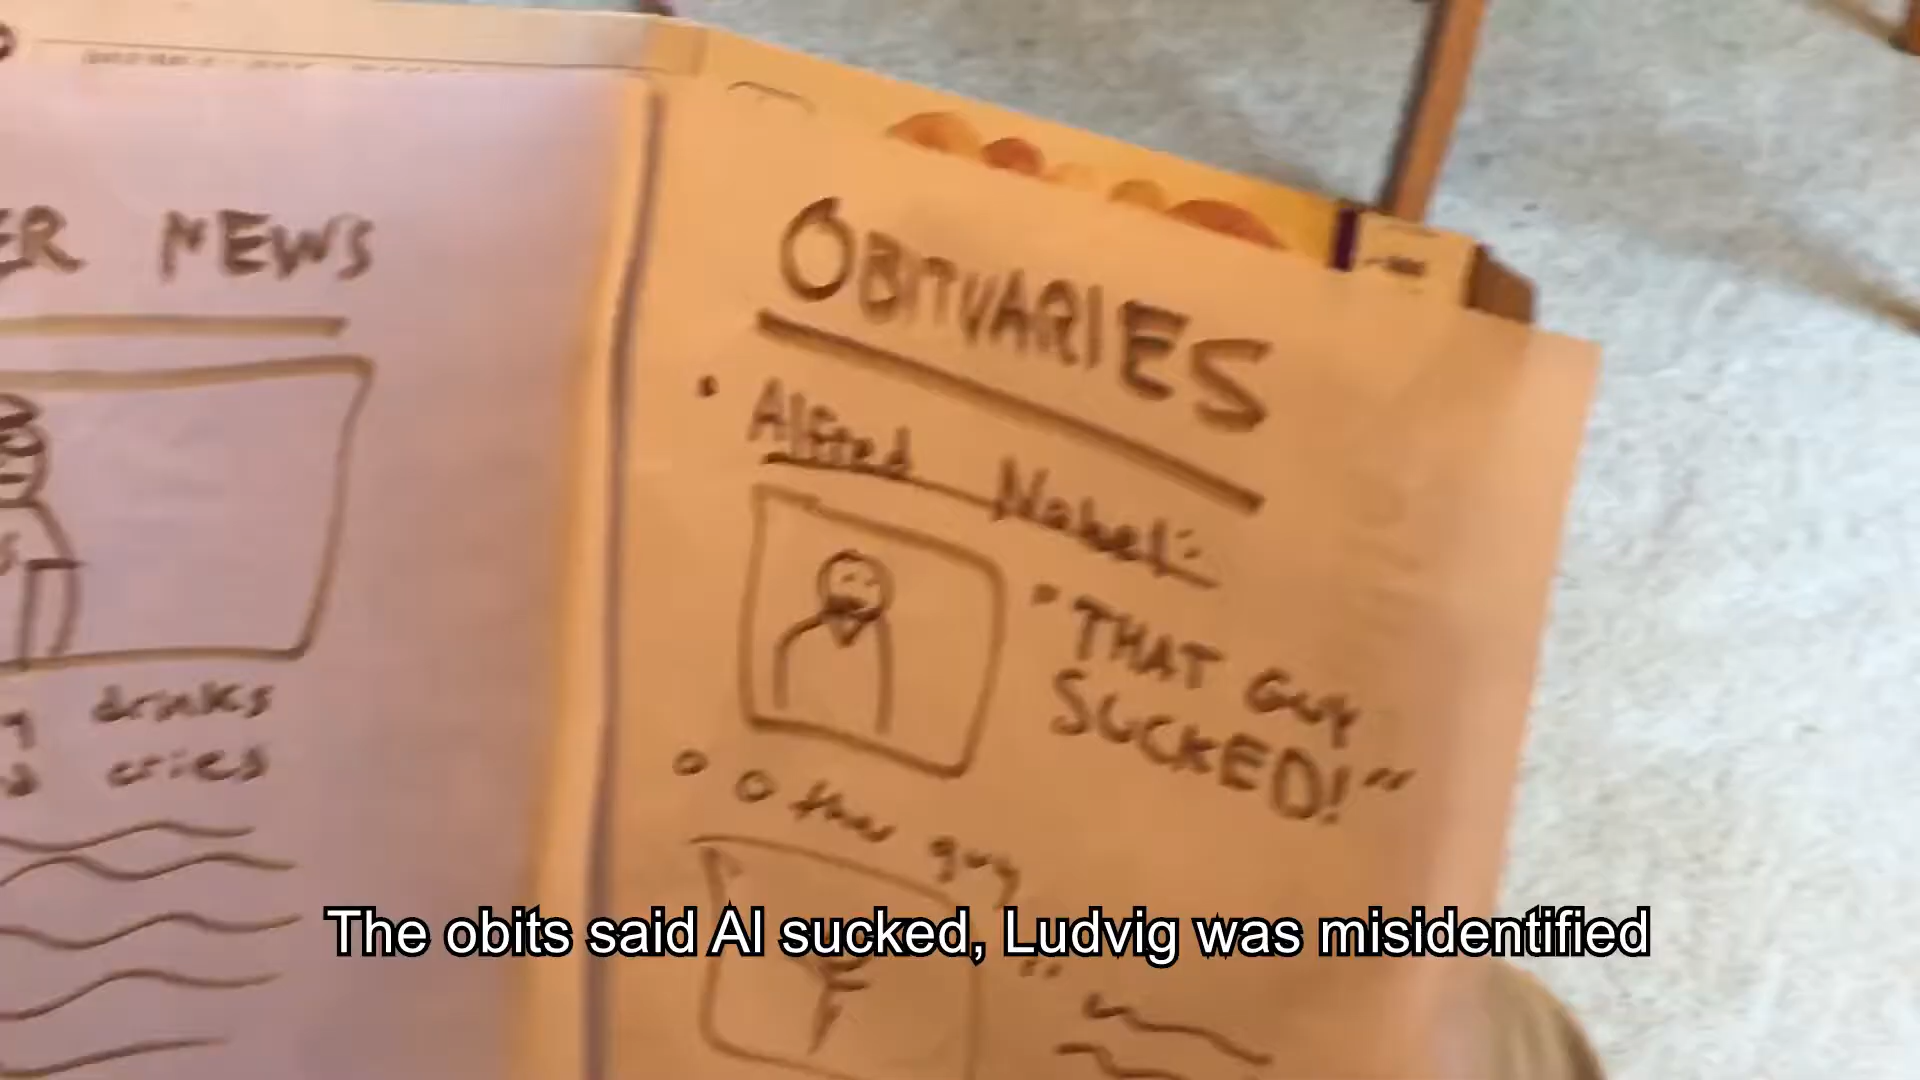 ER NEWS
drinks
cries
OBITUARIES
• Alfred Nobel:
"THAT GUY
SUCKED!"
Other guy
The obits said Al sucked, Ludvig was misidentified